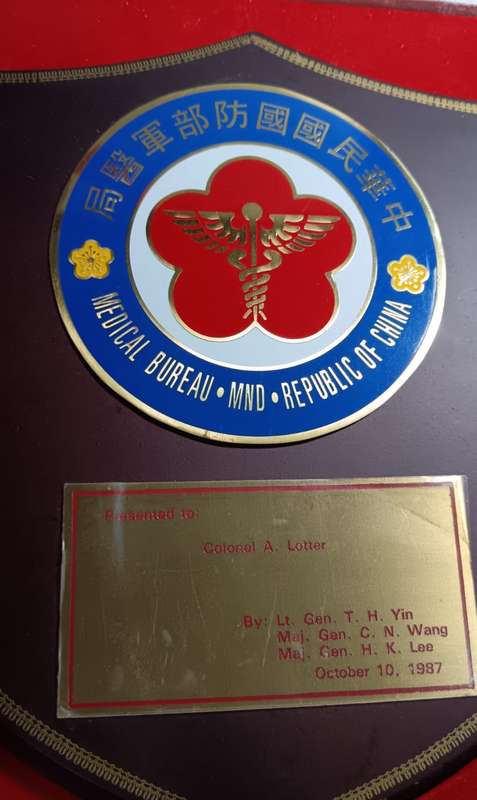 中華民國國防部軍醫局
MEDICAL BUREAU • MND • REPUBLIC OF CHINA
Presented to:
Colonel A. Lotter
By: Lt. Gen. T. H. Yin
Maj. Gen. C. N. Wang
Maj. Gen. H. K. Lee
October 10, 1987